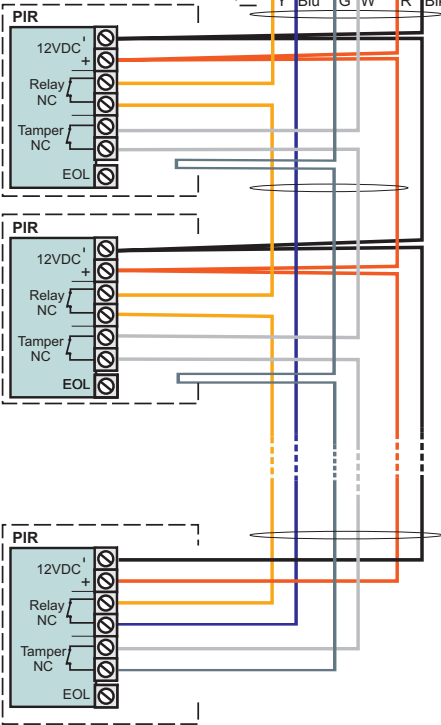 Y Blu G W R Blk
PIR
12VDC -
+
Relay
NC
Tamper
NC
EOL
PIR
12VDC -
+
Relay
NC
Tamper
NC
EOL
PIR
12VDC -
+
Relay
NC
Tamper
NC
EOL